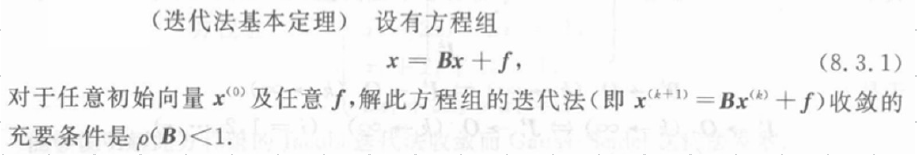 (迭代法基本定理) 设有方程组
x = Bx + f, (8.3.1)
对于任意初始向量 x⁽⁰⁾ 及任意 f,解此方程组的迭代法(即 x⁽ᵏ⁺¹⁾ = Bx⁽ᵏ⁾ + f)收敛的
充要条件是 ρ(B)<1.